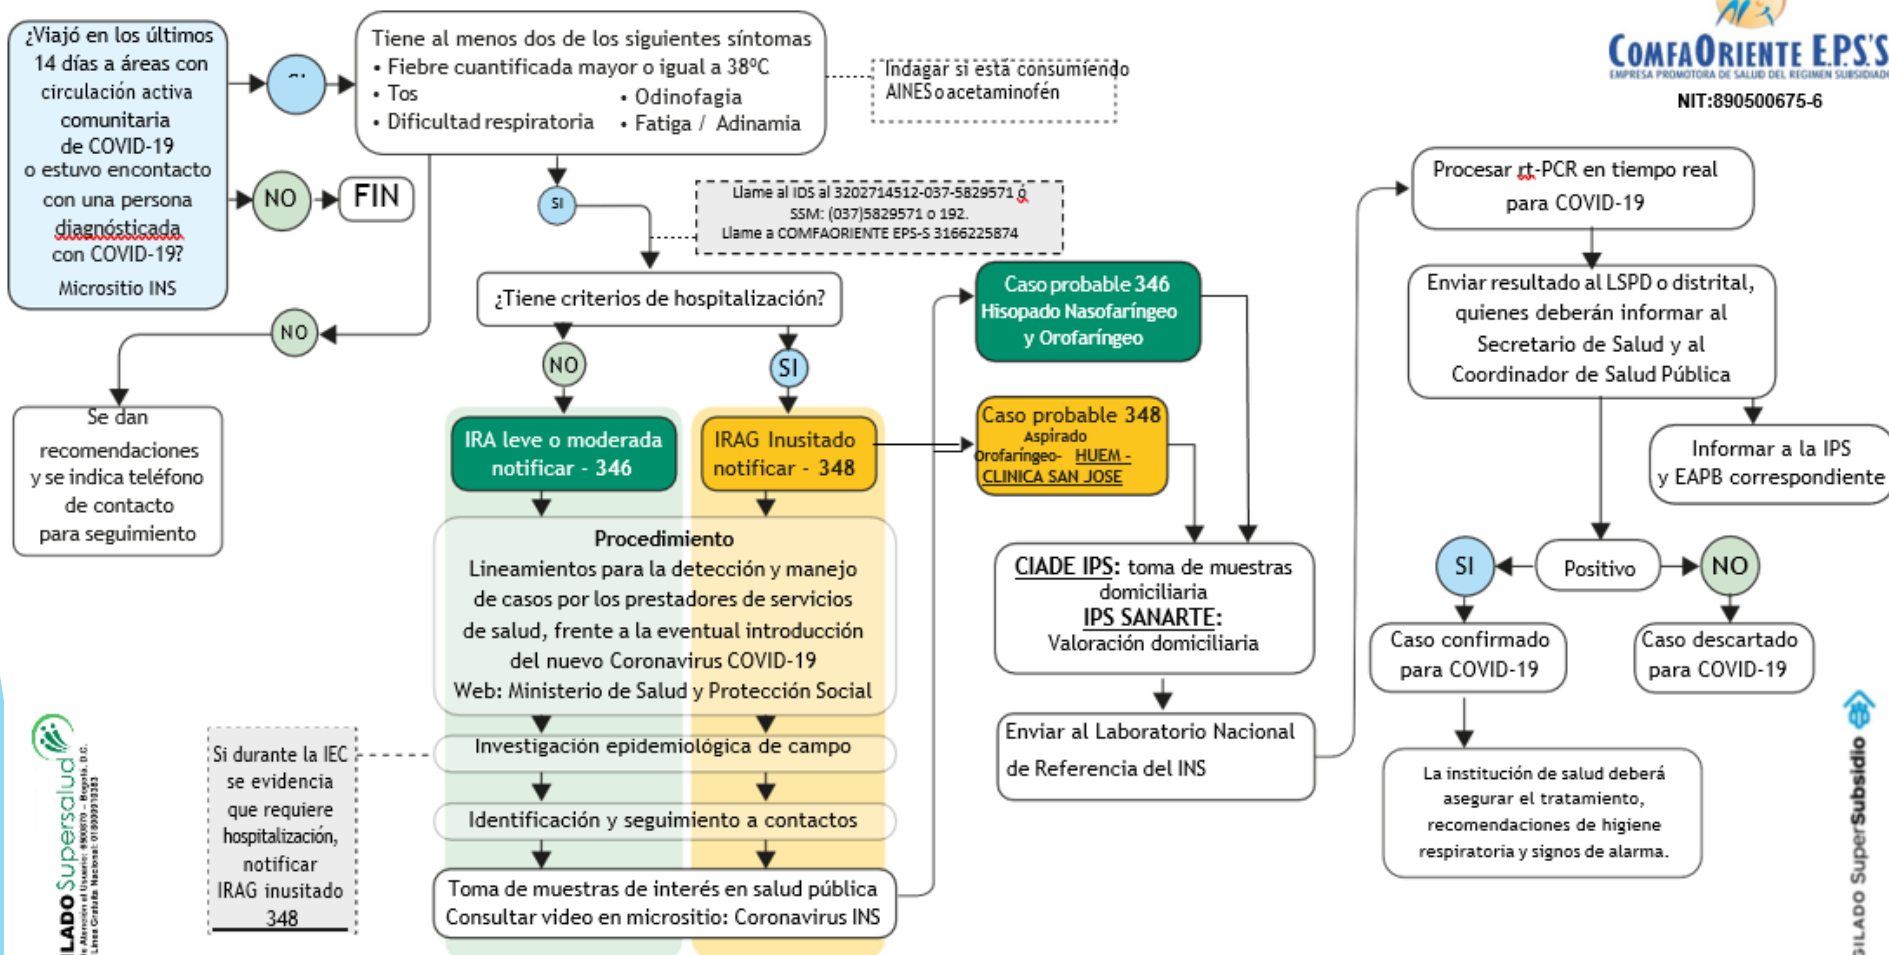 ¿Viajó en los últimos
14 días a áreas con
circulación activa
comunitaria
de COVID-19
o estuvo encontacto
con una persona
diagnósticada
con COVID-19?
Micrositio INS
NO
FIN
Tiene al menos dos de los siguientes síntomas
• Fiebre cuantificada mayor o igual a 38ºC
• Tos
• Odinofagia
• Dificultad respiratoria
• Fatiga / Adinamia
Indagar si está consumiendo
AINES o acetaminofén
COMFAORIENTE E.P.S'S
EMPRESA PROMOTORA DE SALUD DEL REGIMEN SUBSIDIADO
NIT:890500675-6
SI
Llame al IDS al 3202714512-037-5829571 ó
SSM: (037)5829571 o 192.
Llame a COMFAORIENTE EPS-S 3166225874
NO
Se dan
recomendaciones
y se indica teléfono
de contacto
para seguimiento
¿Tiene criterios de hospitalización?
NO
SI
IRA leve o moderada
notificar - 346
IRAG Inusitado
notificar - 348
Procedimiento
Lineamientos para la detección y manejo
de casos por los prestadores de servicios
de salud, frente a la eventual introducción
del nuevo Coronavirus COVID-19
Web: Ministerio de Salud y Protección Social
Investigación epidemiológica de campo
Identificación y seguimiento a contactos
Toma de muestras de interés en salud pública
Consultar video en micrositio: Coronavirus INS
Si durante la IEC
se evidencia
que requiere
hospitalización,
notificar
IRAG inusitado
348
Caso probable 346
Hisopado Nasofaríngeo
y Orofaríngeo
Caso probable 348
Aspirado
Orofaríngeo- HUEM -
CLINICA SAN JOSE
CIADE IPS: toma de muestras
domiciliaria
IPS SANARTE:
Valoración domiciliaria
Enviar al Laboratorio Nacional
de Referencia del INS
Procesar rt-PCR en tiempo real
para COVID-19
Enviar resultado al LSPD o distrital,
quienes deberán informar al
Secretario de Salud y al
Coordinador de Salud Pública
Informar a la IPS
y EAPB correspondiente
SI
Positivo
NO
Caso confirmado
para COVID-19
Caso descartado
para COVID-19
La institución de salud deberá
asegurar el tratamiento,
recomendaciones de higiene
respiratoria y signos de alarma.
ILADO Supersalud
GILADO SuperSubsidio